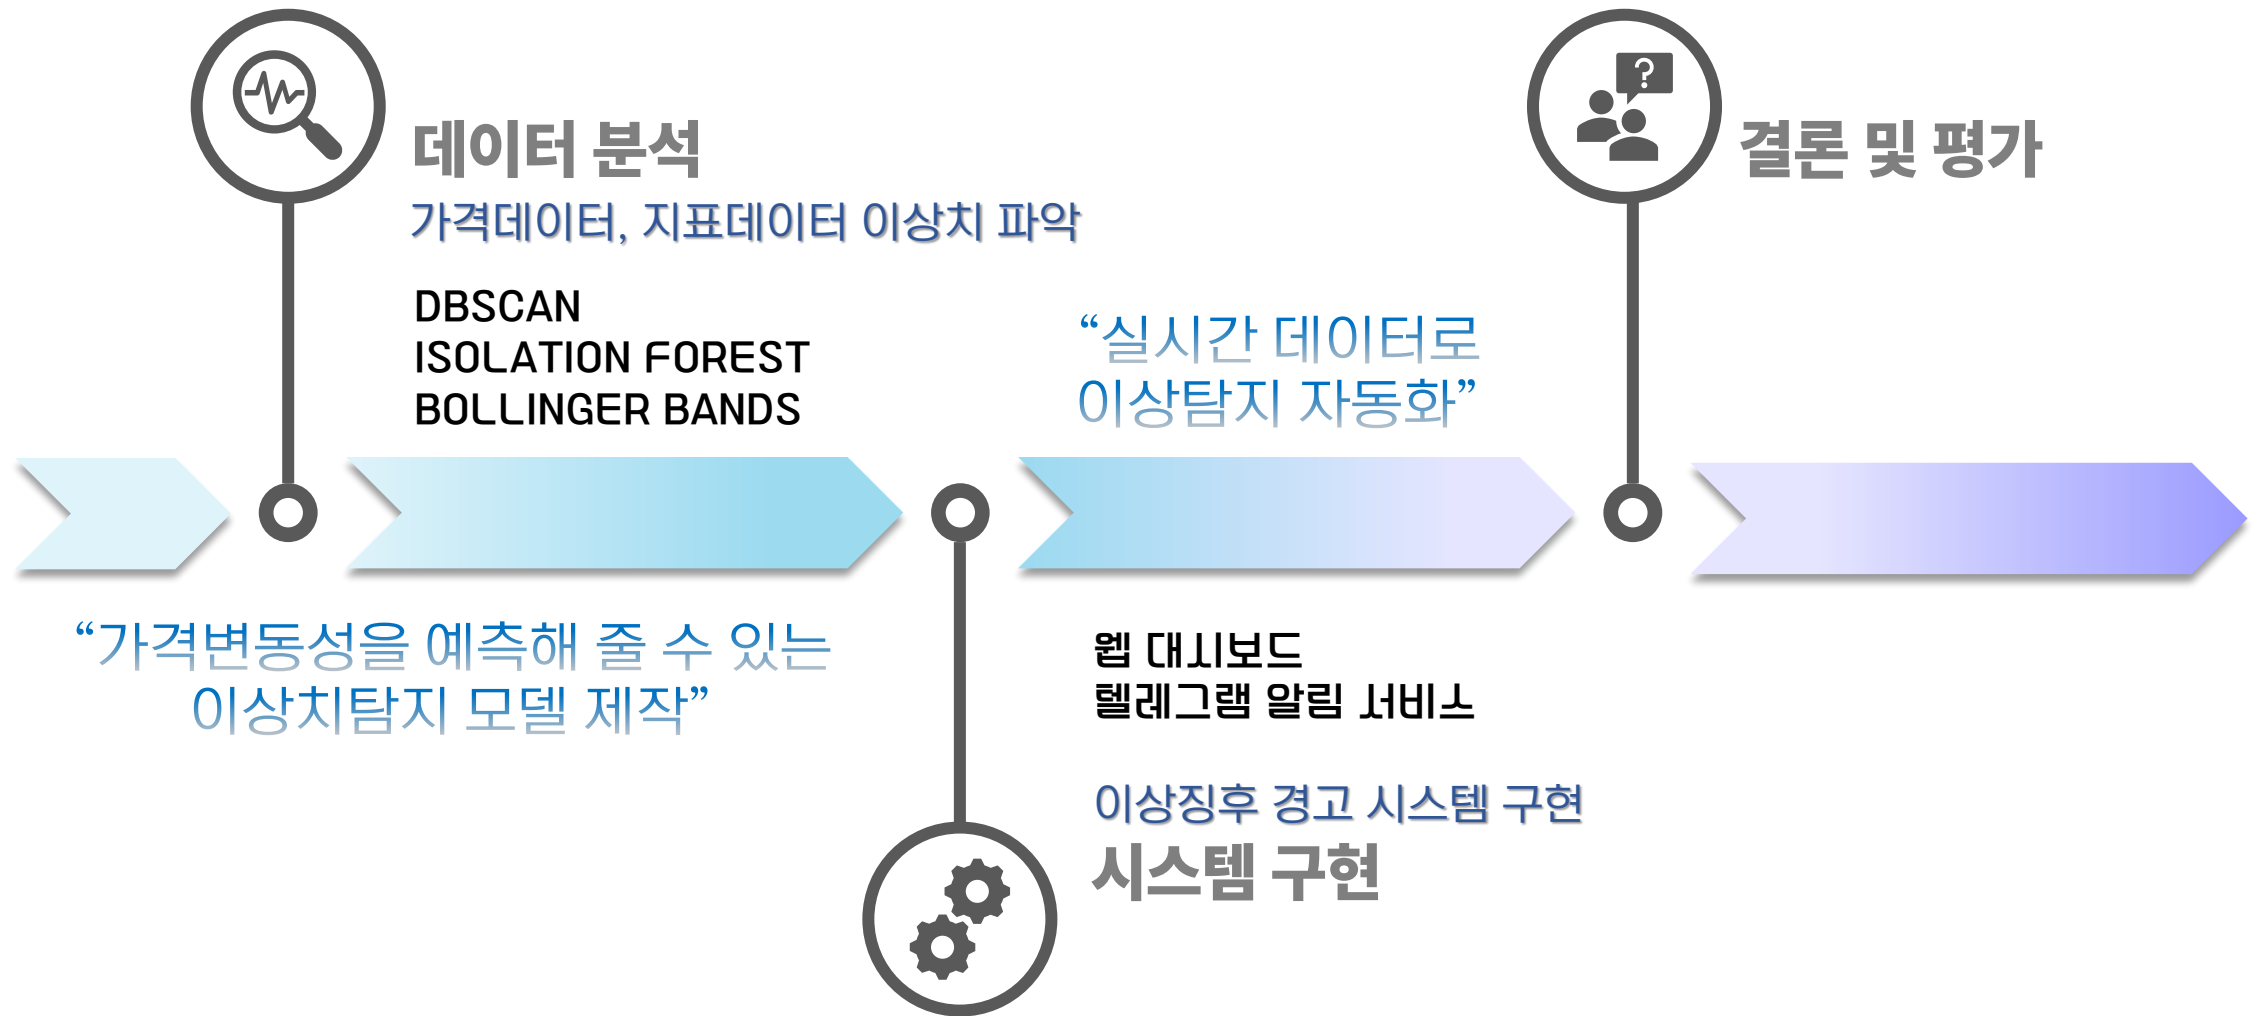 데이터 분석
가격데이터, 지표데이터 이상치 파악
DBSCAN
ISOLATION FOREST
BOLLINGER BANDS
“가격변동성을 예측해 줄 수 있는
이상치탐지 모델 제작”
“실시간 데이터로
이상탐지 자동화”
웹 대시보드
텔레그램 알림 서비스
이상징후 경고 시스템 구현
시스템 구현
?
결론 및 평가